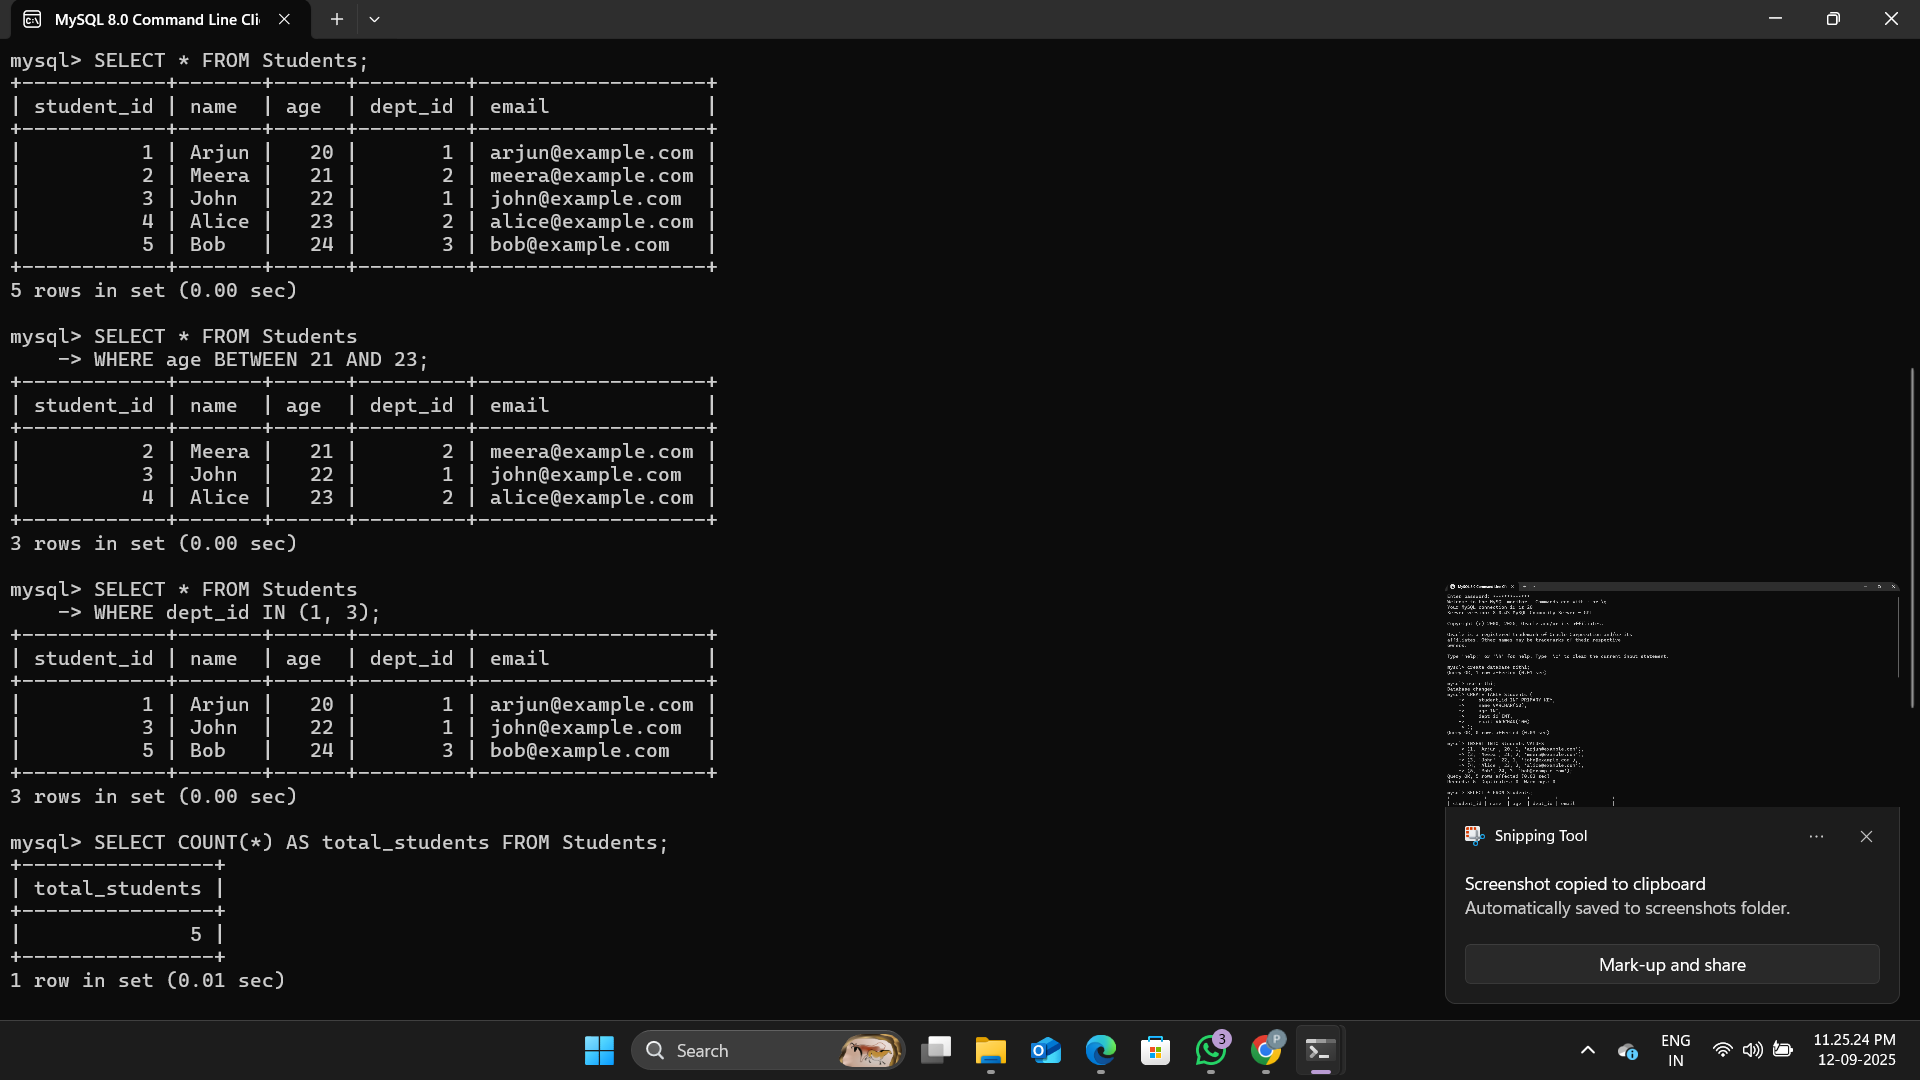 MySQL 8.0 Command Line Cli
mysql> SELECT * FROM Students;
+------------+-------+------+---------+-------------------+
| student_id | name  | age  | dept_id | email             |
+------------+-------+------+---------+-------------------+
|          1 | Arjun |   20 |       1 | arjun@example.com |
|          2 | Meera |   21 |       2 | meera@example.com |
|          3 | John  |   22 |       1 | john@example.com  |
|          4 | Alice |   23 |       2 | alice@example.com |
|          5 | Bob   |   24 |       3 | bob@example.com   |
+------------+-------+------+---------+-------------------+
5 rows in set (0.00 sec)
mysql> SELECT * FROM Students
    -> WHERE age BETWEEN 21 AND 23;
+------------+-------+------+---------+-------------------+
| student_id | name  | age  | dept_id | email             |
+------------+-------+------+---------+-------------------+
|          2 | Meera |   21 |       2 | meera@example.com |
|          3 | John  |   22 |       1 | john@example.com  |
|          4 | Alice |   23 |       2 | alice@example.com |
+------------+-------+------+---------+-------------------+
3 rows in set (0.00 sec)
mysql> SELECT * FROM Students
    -> WHERE dept_id IN (1, 3);
+------------+-------+------+---------+-------------------+
| student_id | name  | age  | dept_id | email             |
+------------+-------+------+---------+-------------------+
|          1 | Arjun |   20 |       1 | arjun@example.com |
|          3 | John  |   22 |       1 | john@example.com  |
|          5 | Bob   |   24 |       3 | bob@example.com   |
+------------+-------+------+---------+-------------------+
3 rows in set (0.00 sec)
mysql> SELECT COUNT(*) AS total_students FROM Students;
+----------------+
| total_students |
+----------------+
|              5 |
+----------------+
1 row in set (0.01 sec)
Snipping Tool
Screenshot copied to clipboard
Automatically saved to screenshots folder.
Mark-up and share
Search
3
P
ENG
IN
11.25.24 PM
12-09-2025